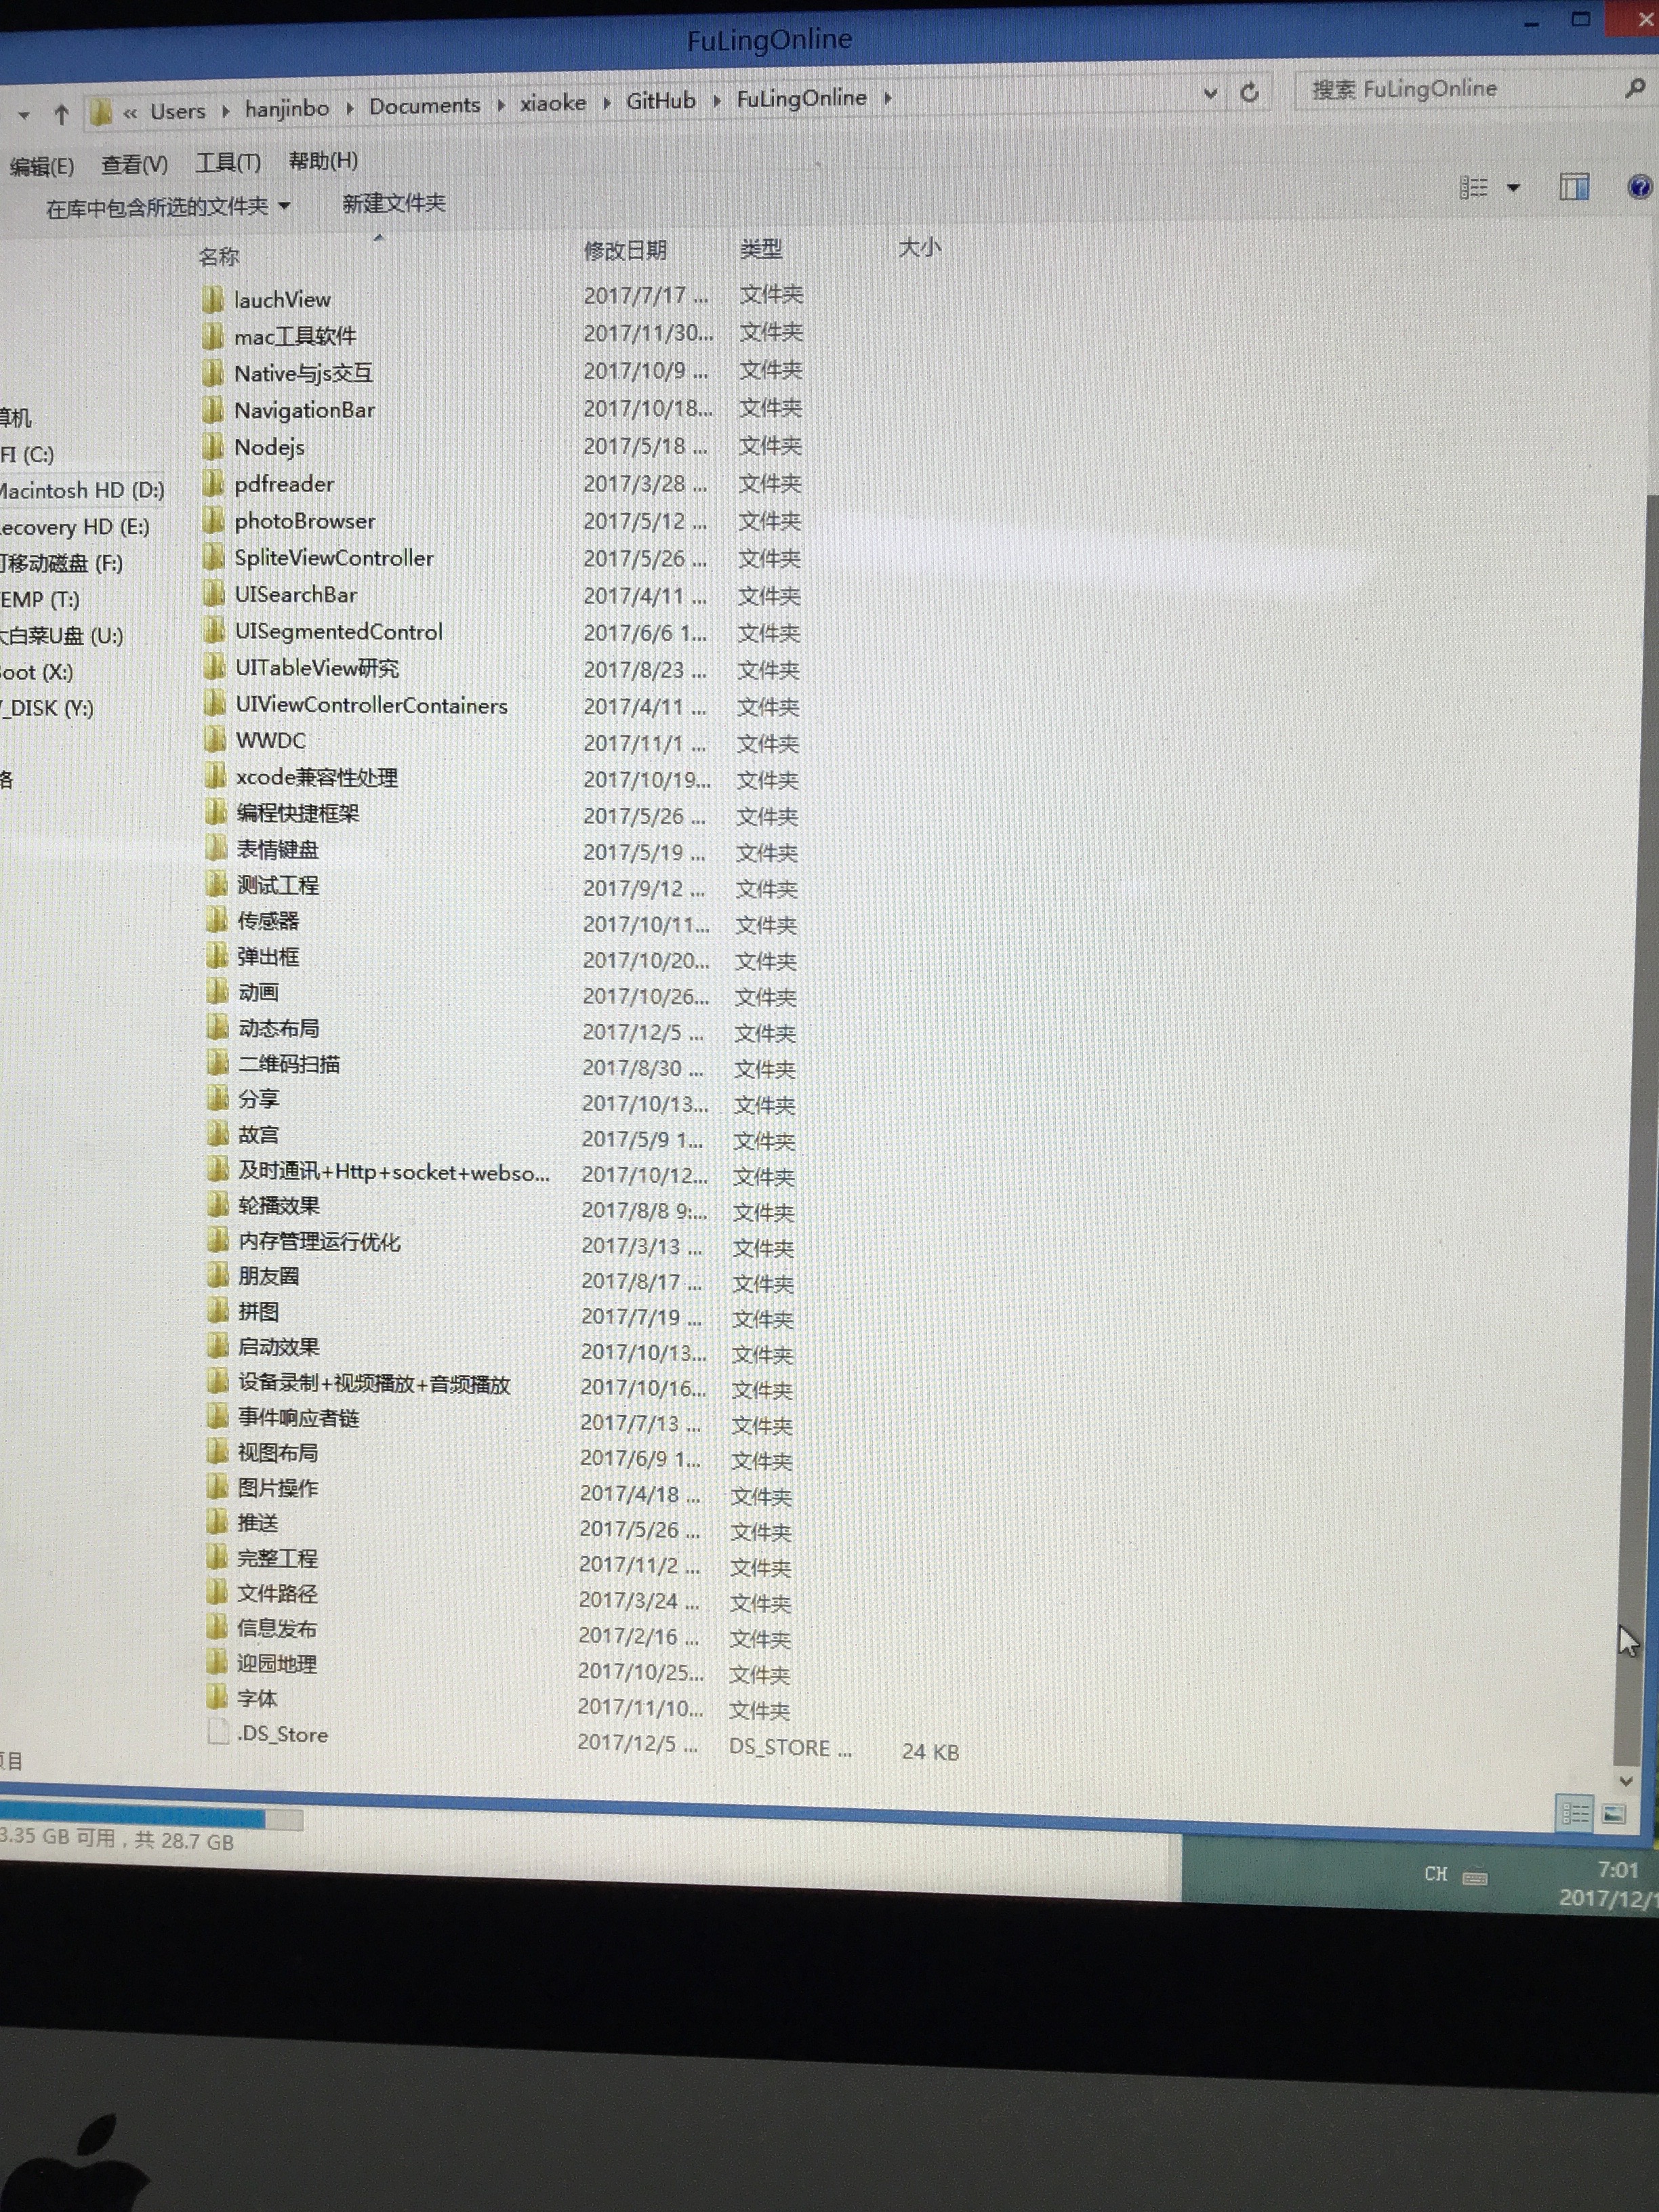 FuLingOnline
« Users hanjinbo Documents xiaoke GitHub FuLingOnline
搜索 FuLingOnline
编辑(E) 查看(V) 工具(T) 帮助(H)
在库中包含所选的文件夹 新建文件夹
名称 修改日期 类型 大小
lauchView 2017/7/17 ... 文件夹
mac工具软件 2017/11/30... 文件夹
Native与js交互 2017/10/9 ... 文件夹
NavigationBar 2017/10/18... 文件夹
Nodejs 2017/5/18 ... 文件夹
pdfreader 2017/3/28 ... 文件夹
photoBrowser 2017/5/12 ... 文件夹
SpliteViewController 2017/5/26 ... 文件夹
UISearchBar 2017/4/11 ... 文件夹
UISegmentedControl 2017/6/6 1... 文件夹
UITableView研究 2017/8/23 ... 文件夹
UIViewControllerContainers 2017/4/11 ... 文件夹
WWDC 2017/11/1 ... 文件夹
xcode兼容性处理 2017/10/19... 文件夹
编程快捷框架 2017/5/26 ... 文件夹
表情键盘 2017/5/19 ... 文件夹
测试工程 2017/9/12 ... 文件夹
传感器 2017/10/11... 文件夹
弹出框 2017/10/20... 文件夹
动画 2017/10/26... 文件夹
动态布局 2017/12/5 ... 文件夹
二维码扫描 2017/8/30 ... 文件夹
分享 2017/10/13... 文件夹
故宫 2017/5/9 1... 文件夹
及时通讯+Http+socket+webso... 2017/10/12... 文件夹
轮播效果 2017/8/8 9:... 文件夹
内存管理运行优化 2017/3/13 ... 文件夹
朋友圈 2017/8/17 ... 文件夹
拼图 2017/7/19 ... 文件夹
启动效果 2017/10/13... 文件夹
设备录制+视频播放+音频播放 2017/10/16... 文件夹
事件响应者链 2017/7/13 ... 文件夹
视图布局 2017/6/9 1... 文件夹
图片操作 2017/4/18 ... 文件夹
推送 2017/5/26 ... 文件夹
完整工程 2017/11/2 ... 文件夹
文件路径 2017/3/24 ... 文件夹
信息发布 2017/2/16 ... 文件夹
迎园地理 2017/10/25... 文件夹
字体 2017/11/10... 文件夹
.DS_Store 2017/12/5 ... DS_STORE ... 24 KB
算机
FI (C:)
Macintosh HD (D:)
Recovery HD (E:)
可移动磁盘 (F:)
EMP (T:)
大白菜U盘 (U:)
Boot (X:)
_DISK (Y:)
络
项目
3.35 GB 可用，共 28.7 GB
CH
7:01
2017/12/1